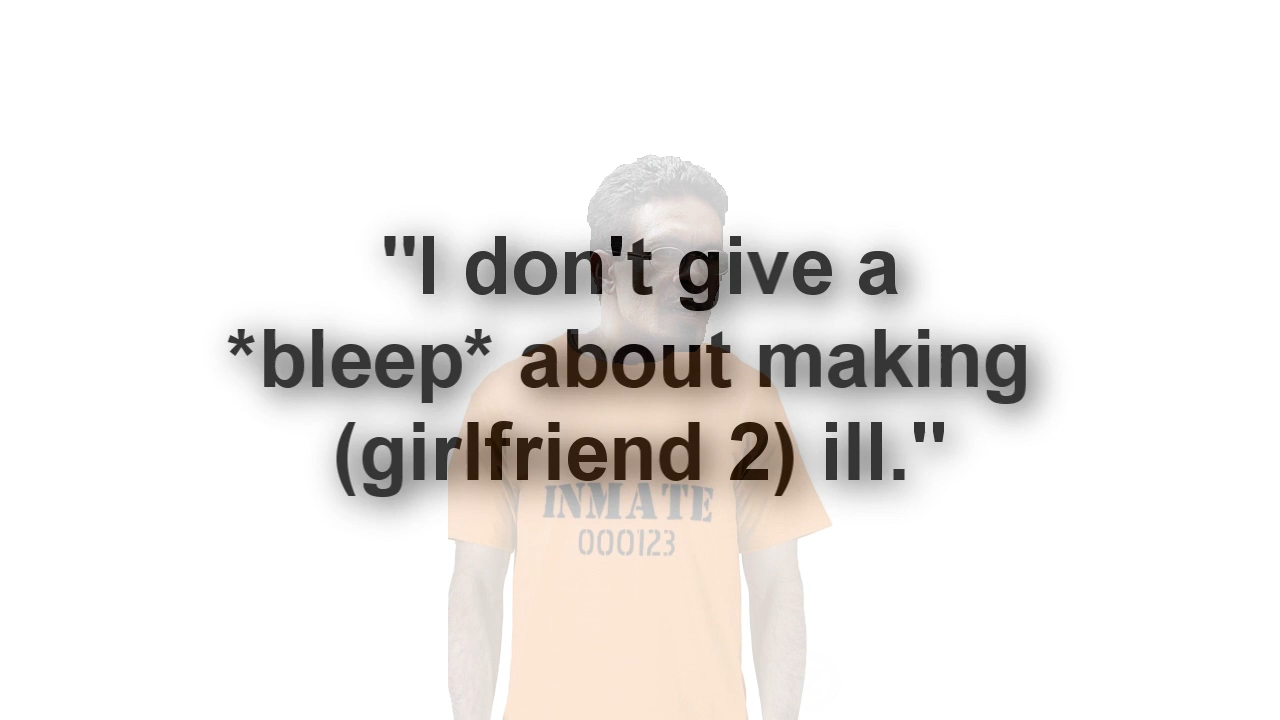 "I don't give a
*bleep* about making
(girlfriend 2) ill."
INMATE
000123